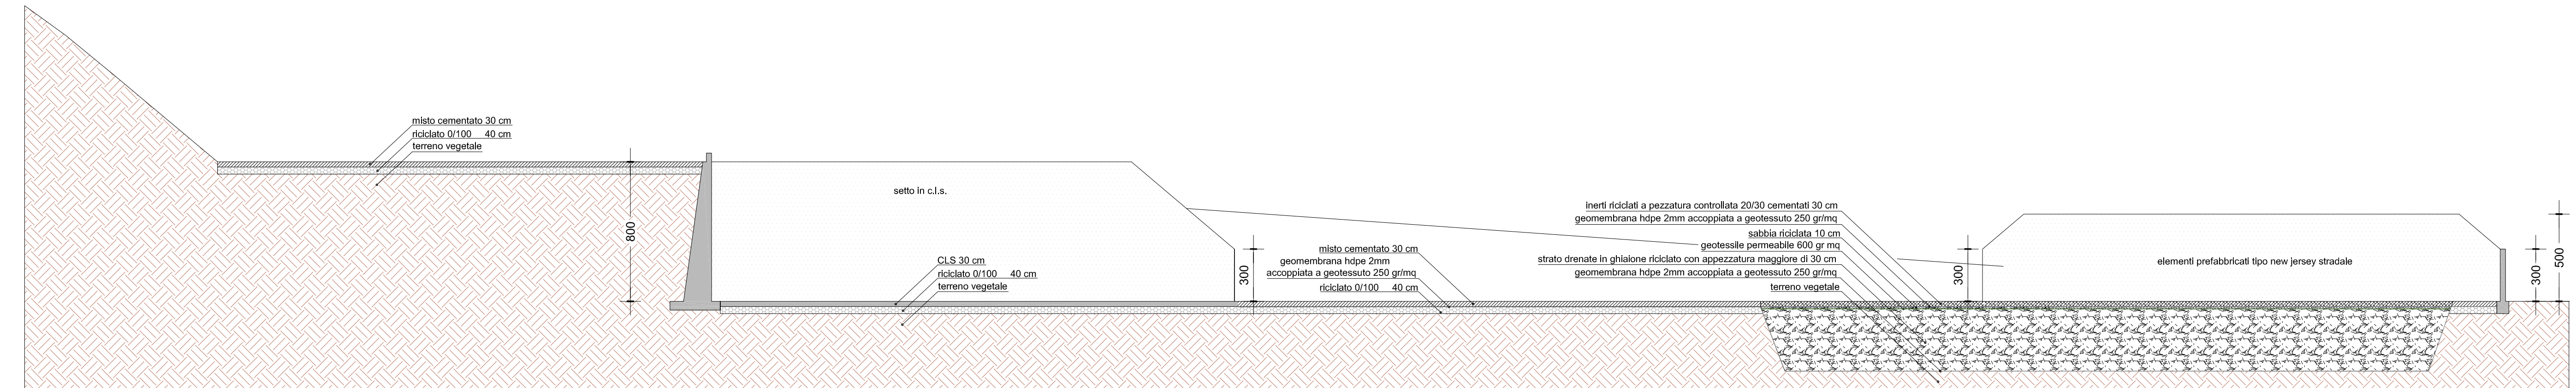 misto cementato 30 cm
riciclato 0/100 40 cm
terreno vegetale
800
setto in c.l.s.
CLS 30 cm
riciclato 0/100 40 cm
terreno vegetale
300
misto cementato 30 cm
geomembrana hdpe 2mm
accoppiata a geotessuto 250 gr/mq
riciclato 0/100 40 cm
inerti riciclati a pezzatura controllata 20/30 cementati 30 cm
geomembrana hdpe 2mm accoppiata a geotessuto 250 gr/mq
sabbia riciclata 10 cm
geotessile permeabile 600 gr mq
strato drenate in ghiaione riciclato con appezzatura maggiore di 30 cm
geomembrana hdpe 2mm accoppiata a geotessuto 250 gr/mq
terreno vegetale
300
elementi prefabbricati tipo new jersey stradale
300
500